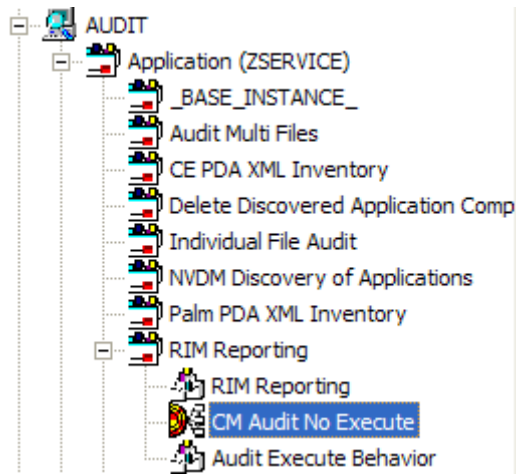 AUDIT
Application (ZSERVICE)
_BASE_INSTANCE_
Audit Multi Files
CE PDA XML Inventory
Delete Discovered Application Comp
Individual File Audit
NVDM Discovery of Applications
Palm PDA XML Inventory
RIM Reporting
RIM Reporting
CM Audit No Execute
Audit Execute Behavior